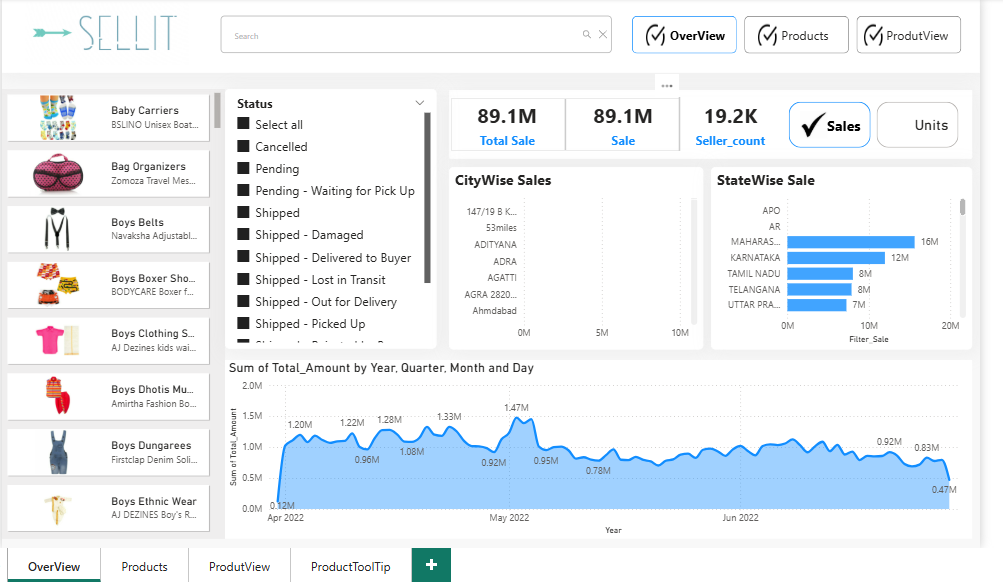 SELLIT
Search
OverView
Products
ProdutView
Baby Carriers
BSLINO Unisex Boat...
Bag Organizers
Zomoza Travel Mes...
Boys Belts
Navaksha Adjustabl...
Boys Boxer Sho...
BODYCARE Boxer f...
Boys Clothing S...
AJ Dezines kids wai...
Boys Dhotis Mu...
Amirtha Fashion Bo...
Boys Dungarees
Firstclap Denim Soli...
Boys Ethnic Wear
AJ DEZINES Boy's R...
Status
Select all
Cancelled
Pending
Pending - Waiting for Pick Up
Shipped
Shipped - Damaged
Shipped - Delivered to Buyer
Shipped - Lost in Transit
Shipped - Out for Delivery
Shipped - Picked Up
89.1M
Total Sale
89.1M
Sale
19.2K
Seller_count
Sales
Units
CityWise Sales
147/19 B K...
53miles
ADITYANA
ADRA
AGATTI
AGRA 2820...
Ahmdabad
0M 5M 10M
StateWise Sale
APO
AR
MAHARAS... 16M
KARNATAKA 12M
TAMIL NADU 8M
TELANGANA 8M
UTTAR PRA... 7M
0M 10M 20M
Filter_Sale
Sum of Total_Amount by Year, Quarter, Month and Day
Sum of Total_Amount
2.0M
1.5M
1.0M
0.5M
0.0M
0.12M
1.20M
1.22M
0.96M
1.28M
1.08M
1.33M
0.92M
1.47M
0.95M
0.78M
0.92M
0.83M
0.47M
Apr 2022 May 2022 Jun 2022
Year
OverView Products ProdutView ProductToolTip +